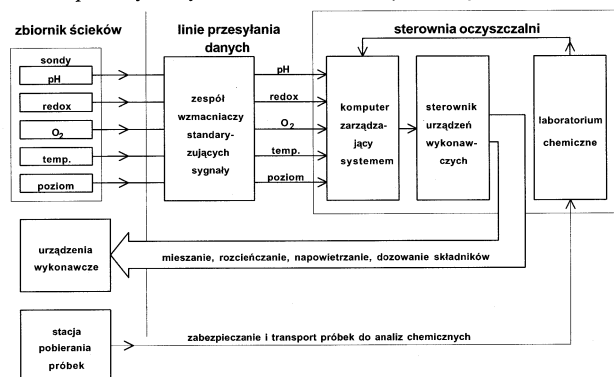 zbiornik ścieków
linie przesyłania
danych
sterownia oczyszczalni
sondy
pH
redox
O2
temp.
poziom
zespół
wzmacniaczy
standary-
zujących
sygnały
pH
redox
O2
temp.
poziom
komputer
zarządza-
jący
systemem
sterownik
urządzeń
wykonaw-
czych
laboratorium
chemiczne
urządzenia
wykonawcze
mieszanie, rozcieńczanie, napowietrzanie, dozowanie składników
stacja
pobierania
próbek
zabezpieczanie i transport próbek do analiz chemicznych